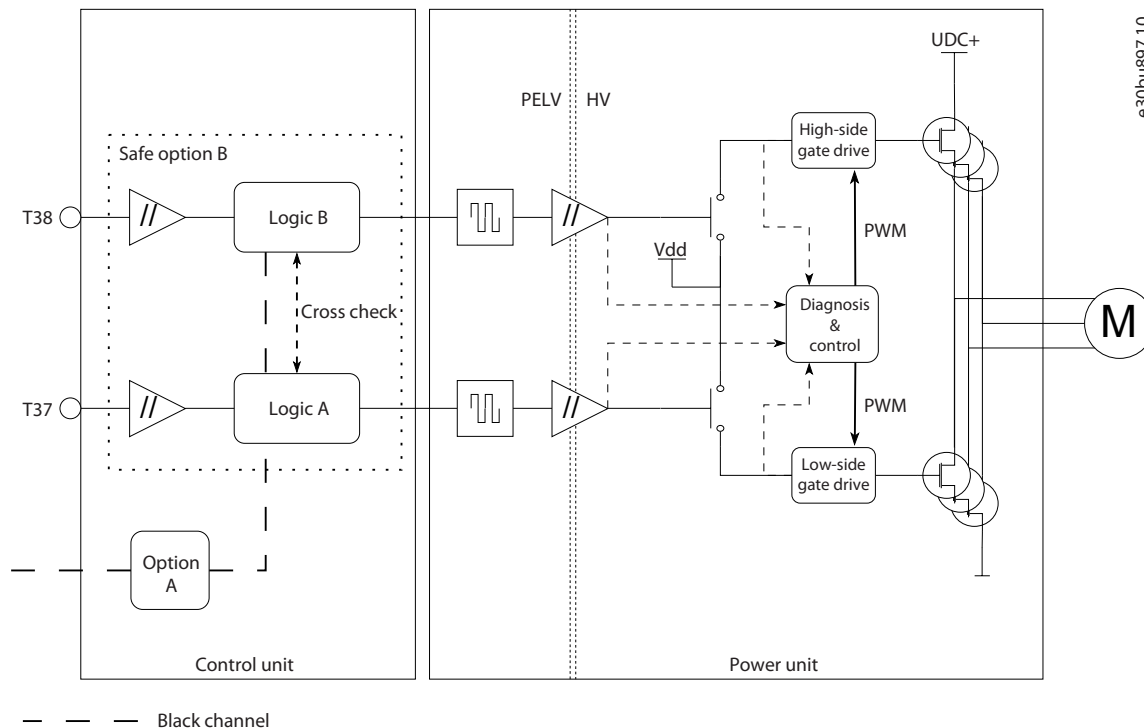 UDC+
e30bu897.10
PELV
HV
High-side
gate drive
Safe option B
T38
Logic B
PWM
Vdd
Cross check
Diagnosis
&
control
M
T37
Logic A
PWM
Low-side
gate drive
Option
A
Control unit
Power unit
Black channel